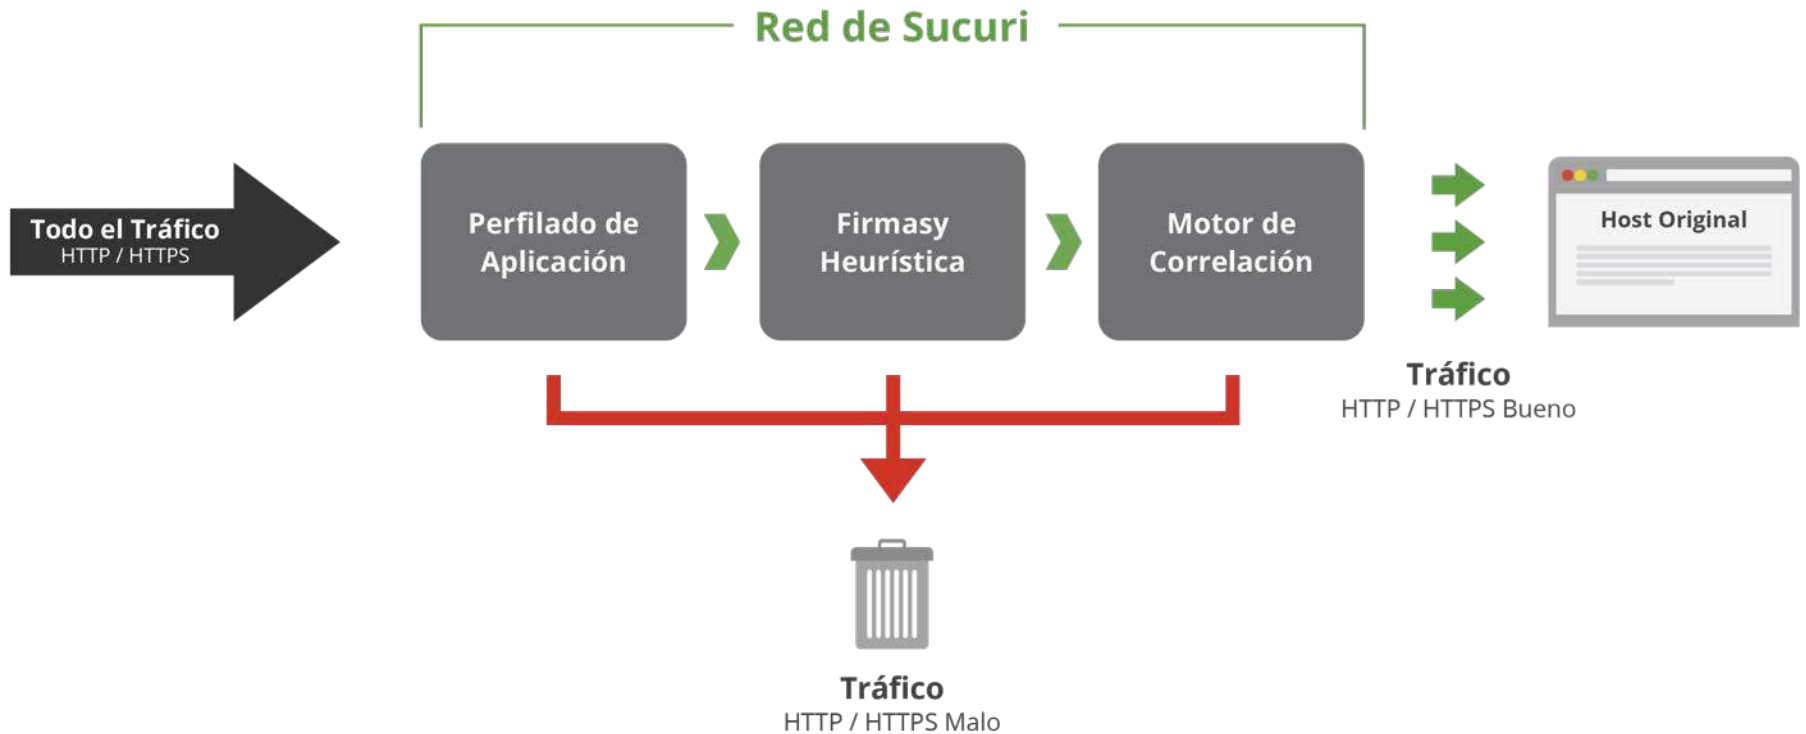 Red de Sucuri
Todo el Tráfico
HTTP / HTTPS
Perfilado de
Aplicación
Firmasy
Heurística
Motor de
Correlación
Host Original
Tráfico
HTTP / HTTPS Bueno
Tráfico
HTTP / HTTPS Malo